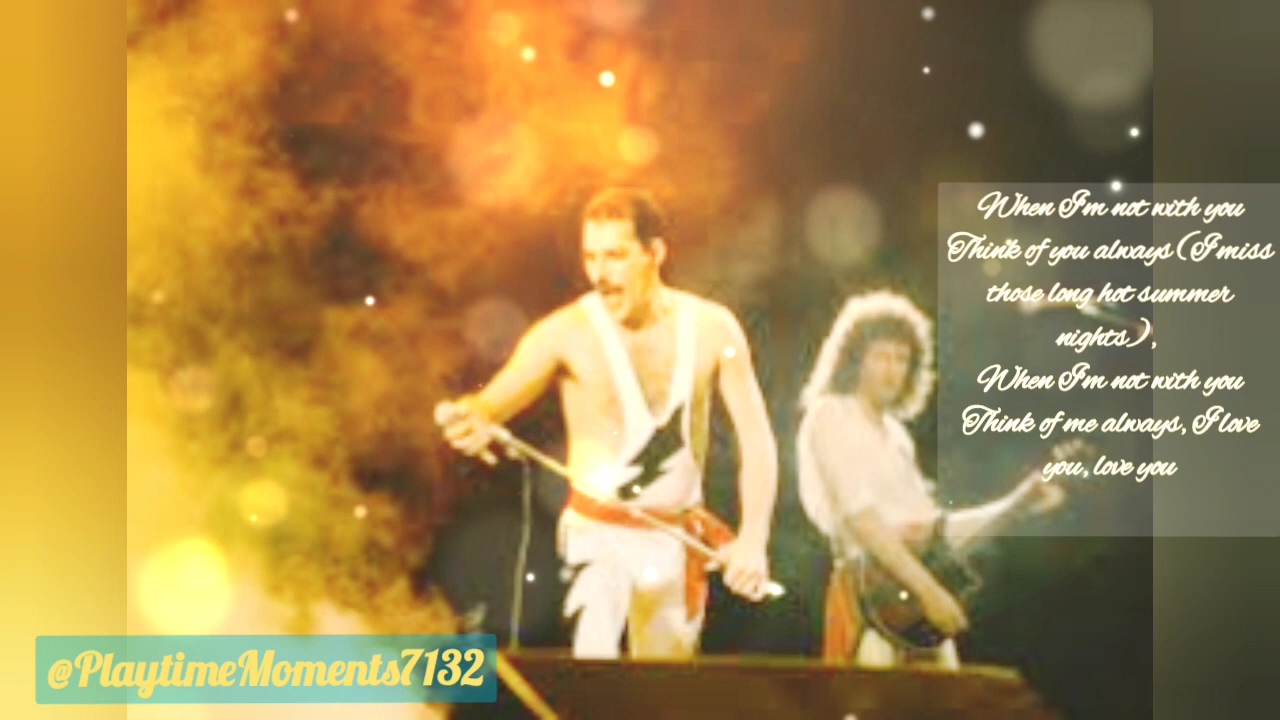 When I'm not with you
Think of you always (I miss
those long hot summer
nights),
When I'm not with you
Think of me always, I love
you, love you
@PlaytimeMoments7132